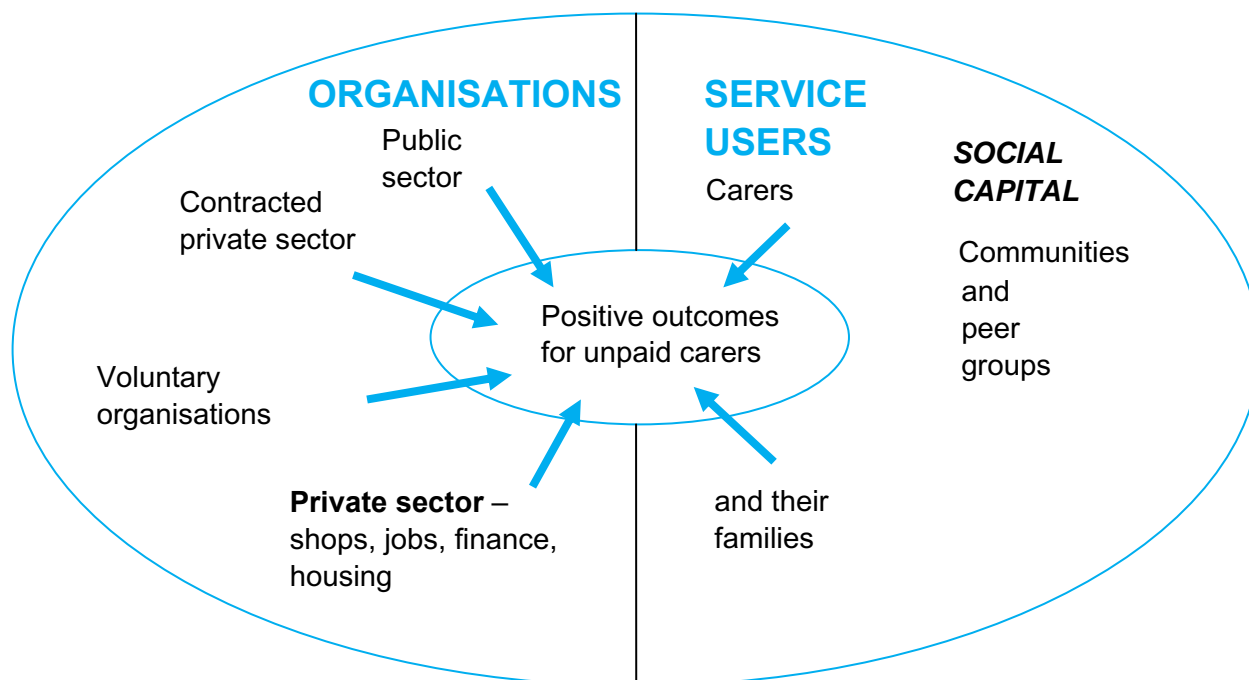 ORGANISATIONS
Public
sector
Contracted
private sector
Voluntary
organisations
Private sector –
shops, jobs, finance,
housing
Positive outcomes
for unpaid carers
SERVICE
USERS
Carers
and their
families
SOCIAL
CAPITAL
Communities
and
peer
groups